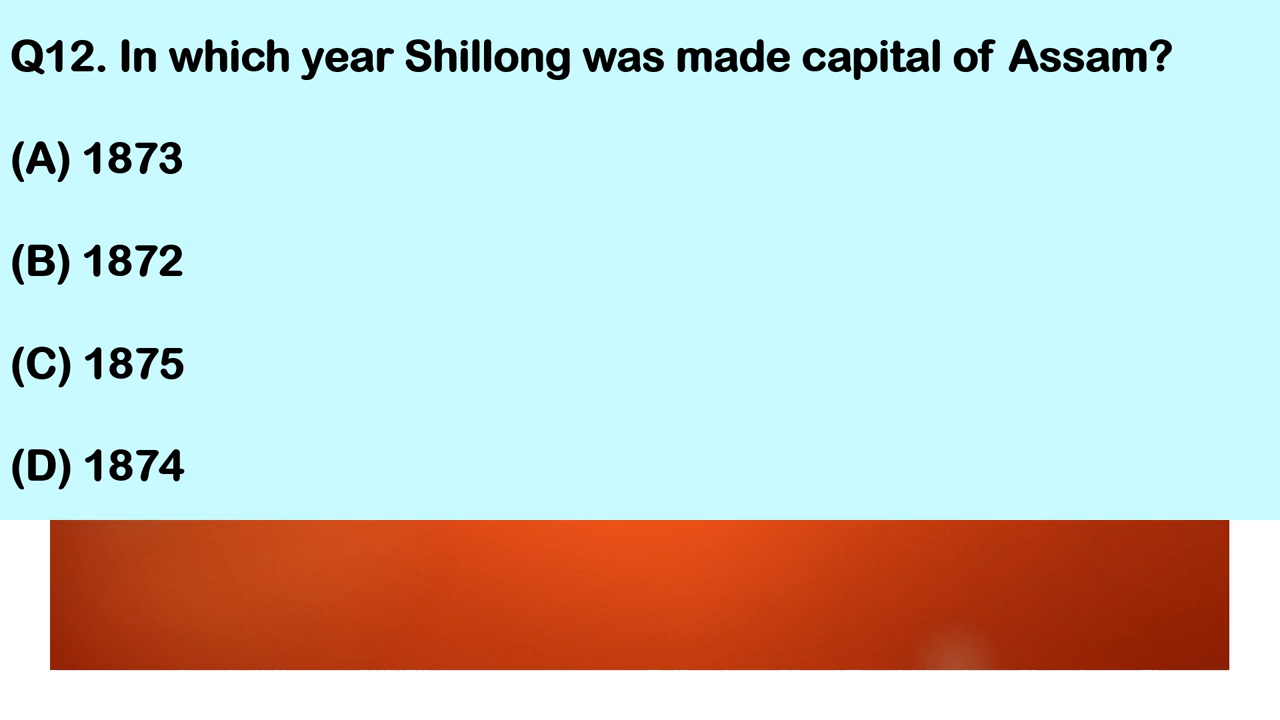 Q12. In which year Shillong was made capital of Assam?
(A) 1873
(B) 1872
(C) 1875
(D) 1874